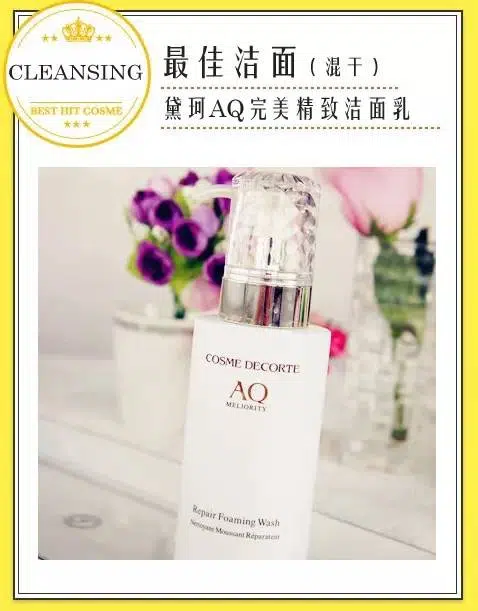 CLEANSING
BEST HIT COSME
最佳洁面（混干）
黛珂AQ完美精致洁面乳
COSME DECORTE
AQ
MELIORITY
Repair Foaming Wash
Nettoyant Moussant Réparateur